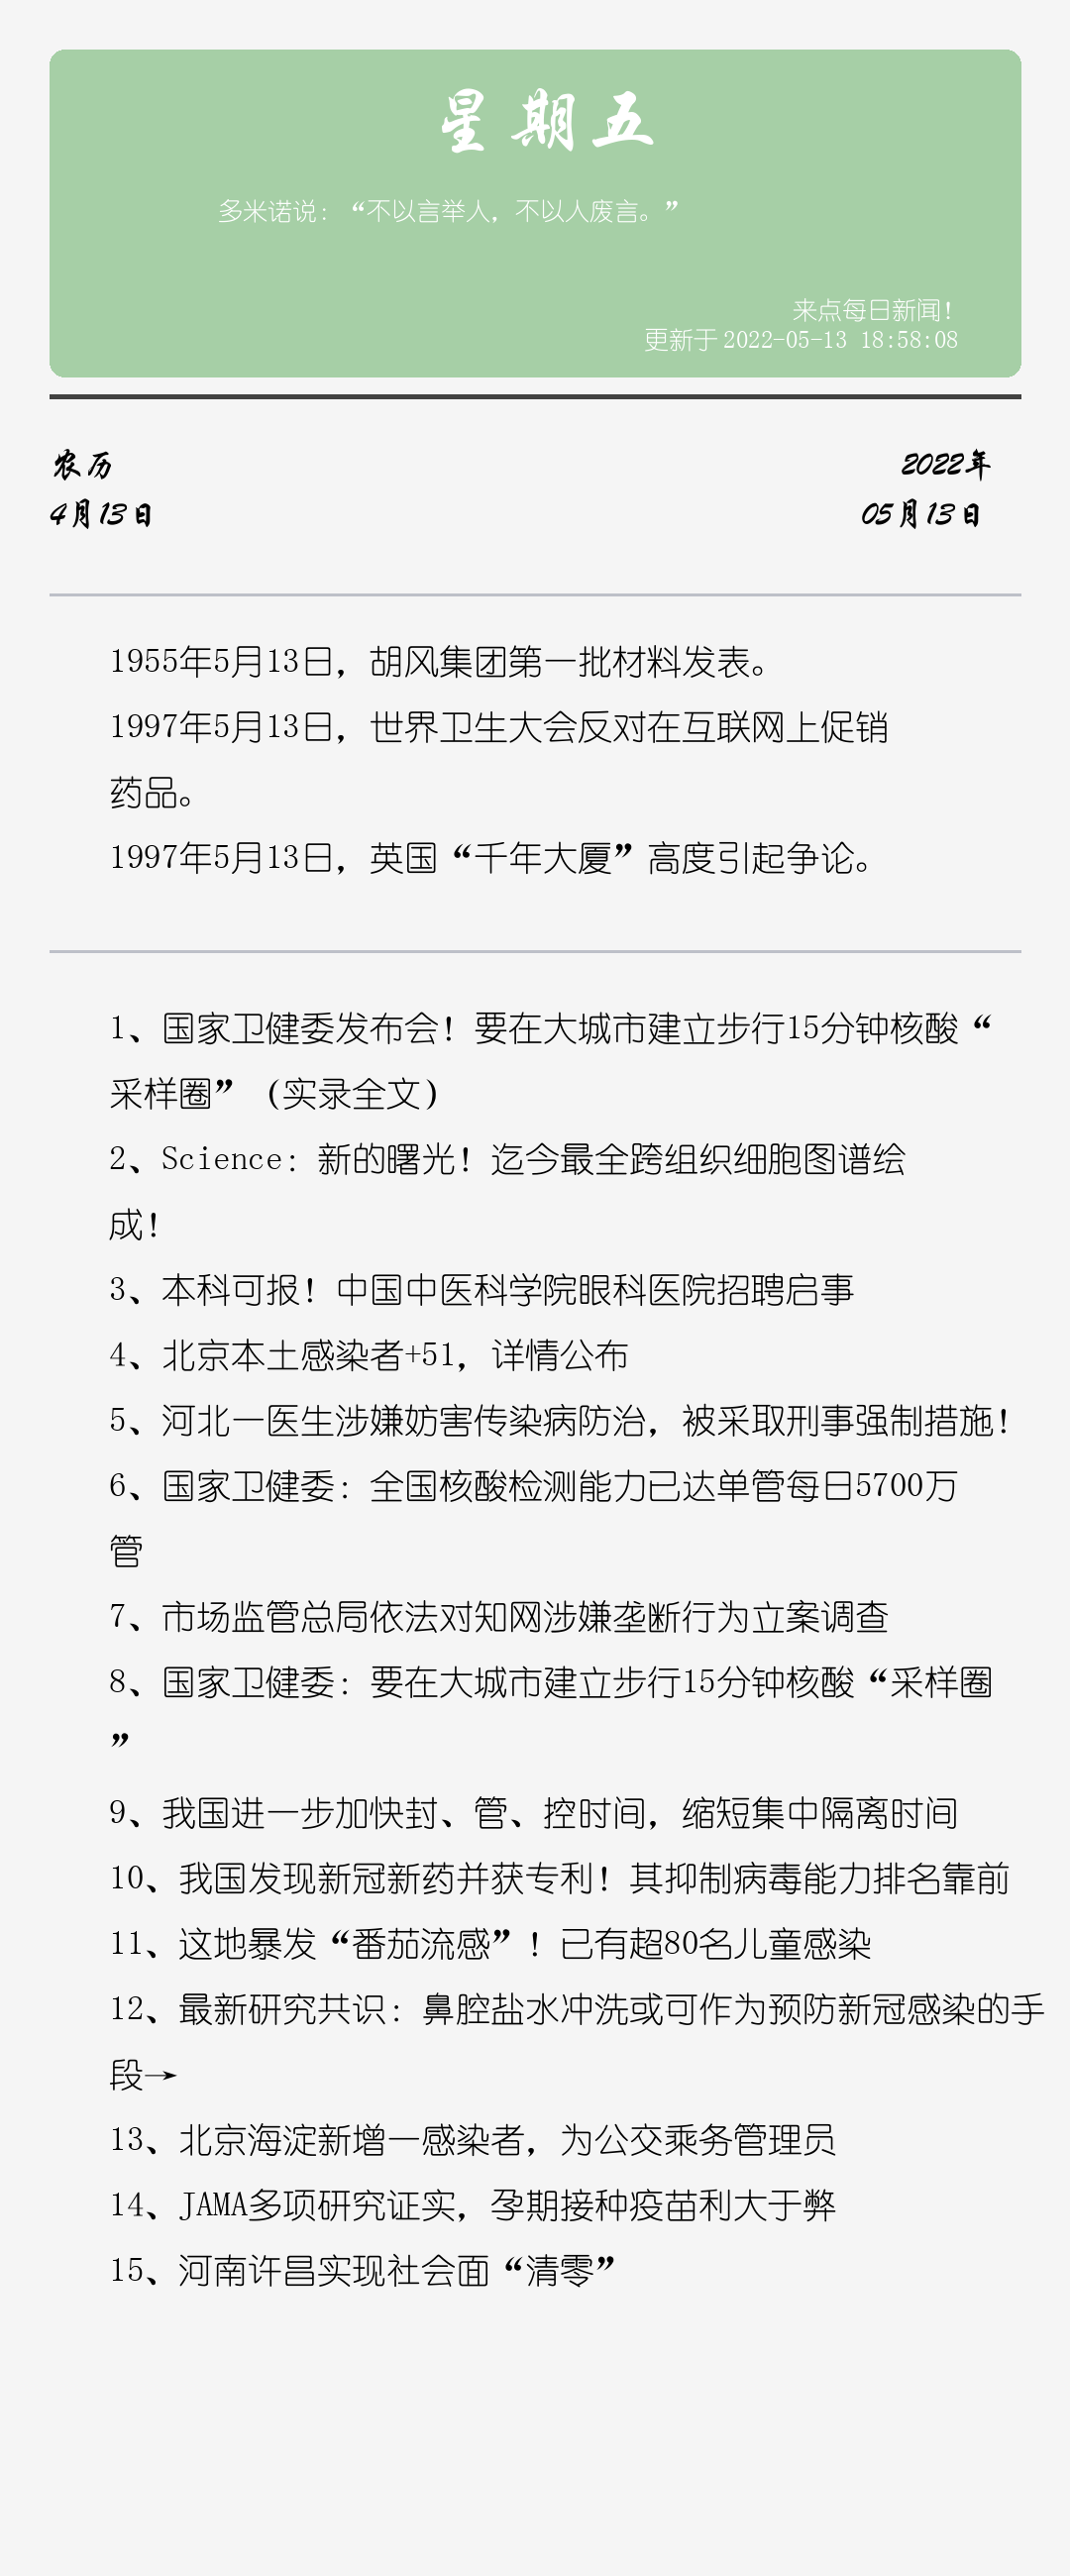 星期五
多米诺说：“不以言举人，不以人废言。”
来点每日新闻！
更新于 2022-05-13 18:58:08
农历
2022年
4月13日
05月13日
1955年5月13日，胡风集团第一批材料发表。
1997年5月13日，世界卫生大会反对在互联网上促销
药品。
1997年5月13日，英国“千年大厦”高度引起争论。
1、国家卫健委发布会！要在大城市建立步行15分钟核酸“
采样圈”（实录全文）
2、Science：新的曙光！迄今最全跨组织细胞图谱绘
成！
3、本科可报！中国中医科学院眼科医院招聘启事
4、北京本土感染者+51，详情公布
5、河北一医生涉嫌妨害传染病防治，被采取刑事强制措施！
6、国家卫健委：全国核酸检测能力已达单管每日5700万
管
7、市场监管总局依法对知网涉嫌垄断行为立案调查
8、国家卫健委：要在大城市建立步行15分钟核酸“采样圈
”
9、我国进一步加快封、管、控时间，缩短集中隔离时间
10、我国发现新冠新药并获专利！其抑制病毒能力排名靠前
11、这地暴发“番茄流感”！已有超80名儿童感染
12、最新研究共识：鼻腔盐水冲洗或可作为预防新冠感染的手
段→
13、北京海淀新增一感染者，为公交乘务管理员
14、JAMA多项研究证实，孕期接种疫苗利大于弊
15、河南许昌实现社会面“清零”